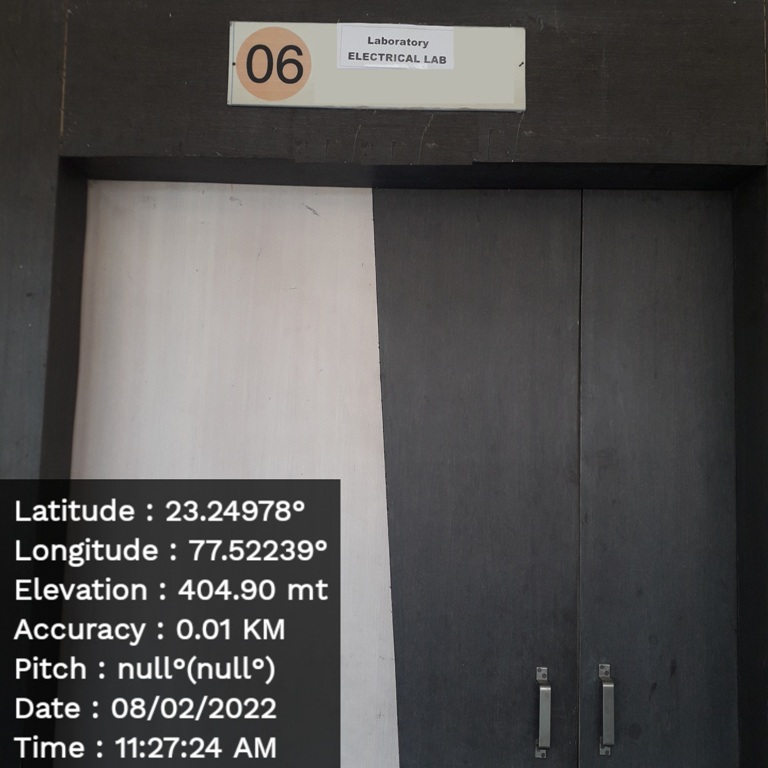 06
Laboratory
ELECTRICAL LAB
Latitude : 23.24978°
Longitude : 77.52239°
Elevation : 404.90 mt
Accuracy : 0.01 KM
Pitch : null°(null°)
Date : 08/02/2022
Time : 11:27:24 AM